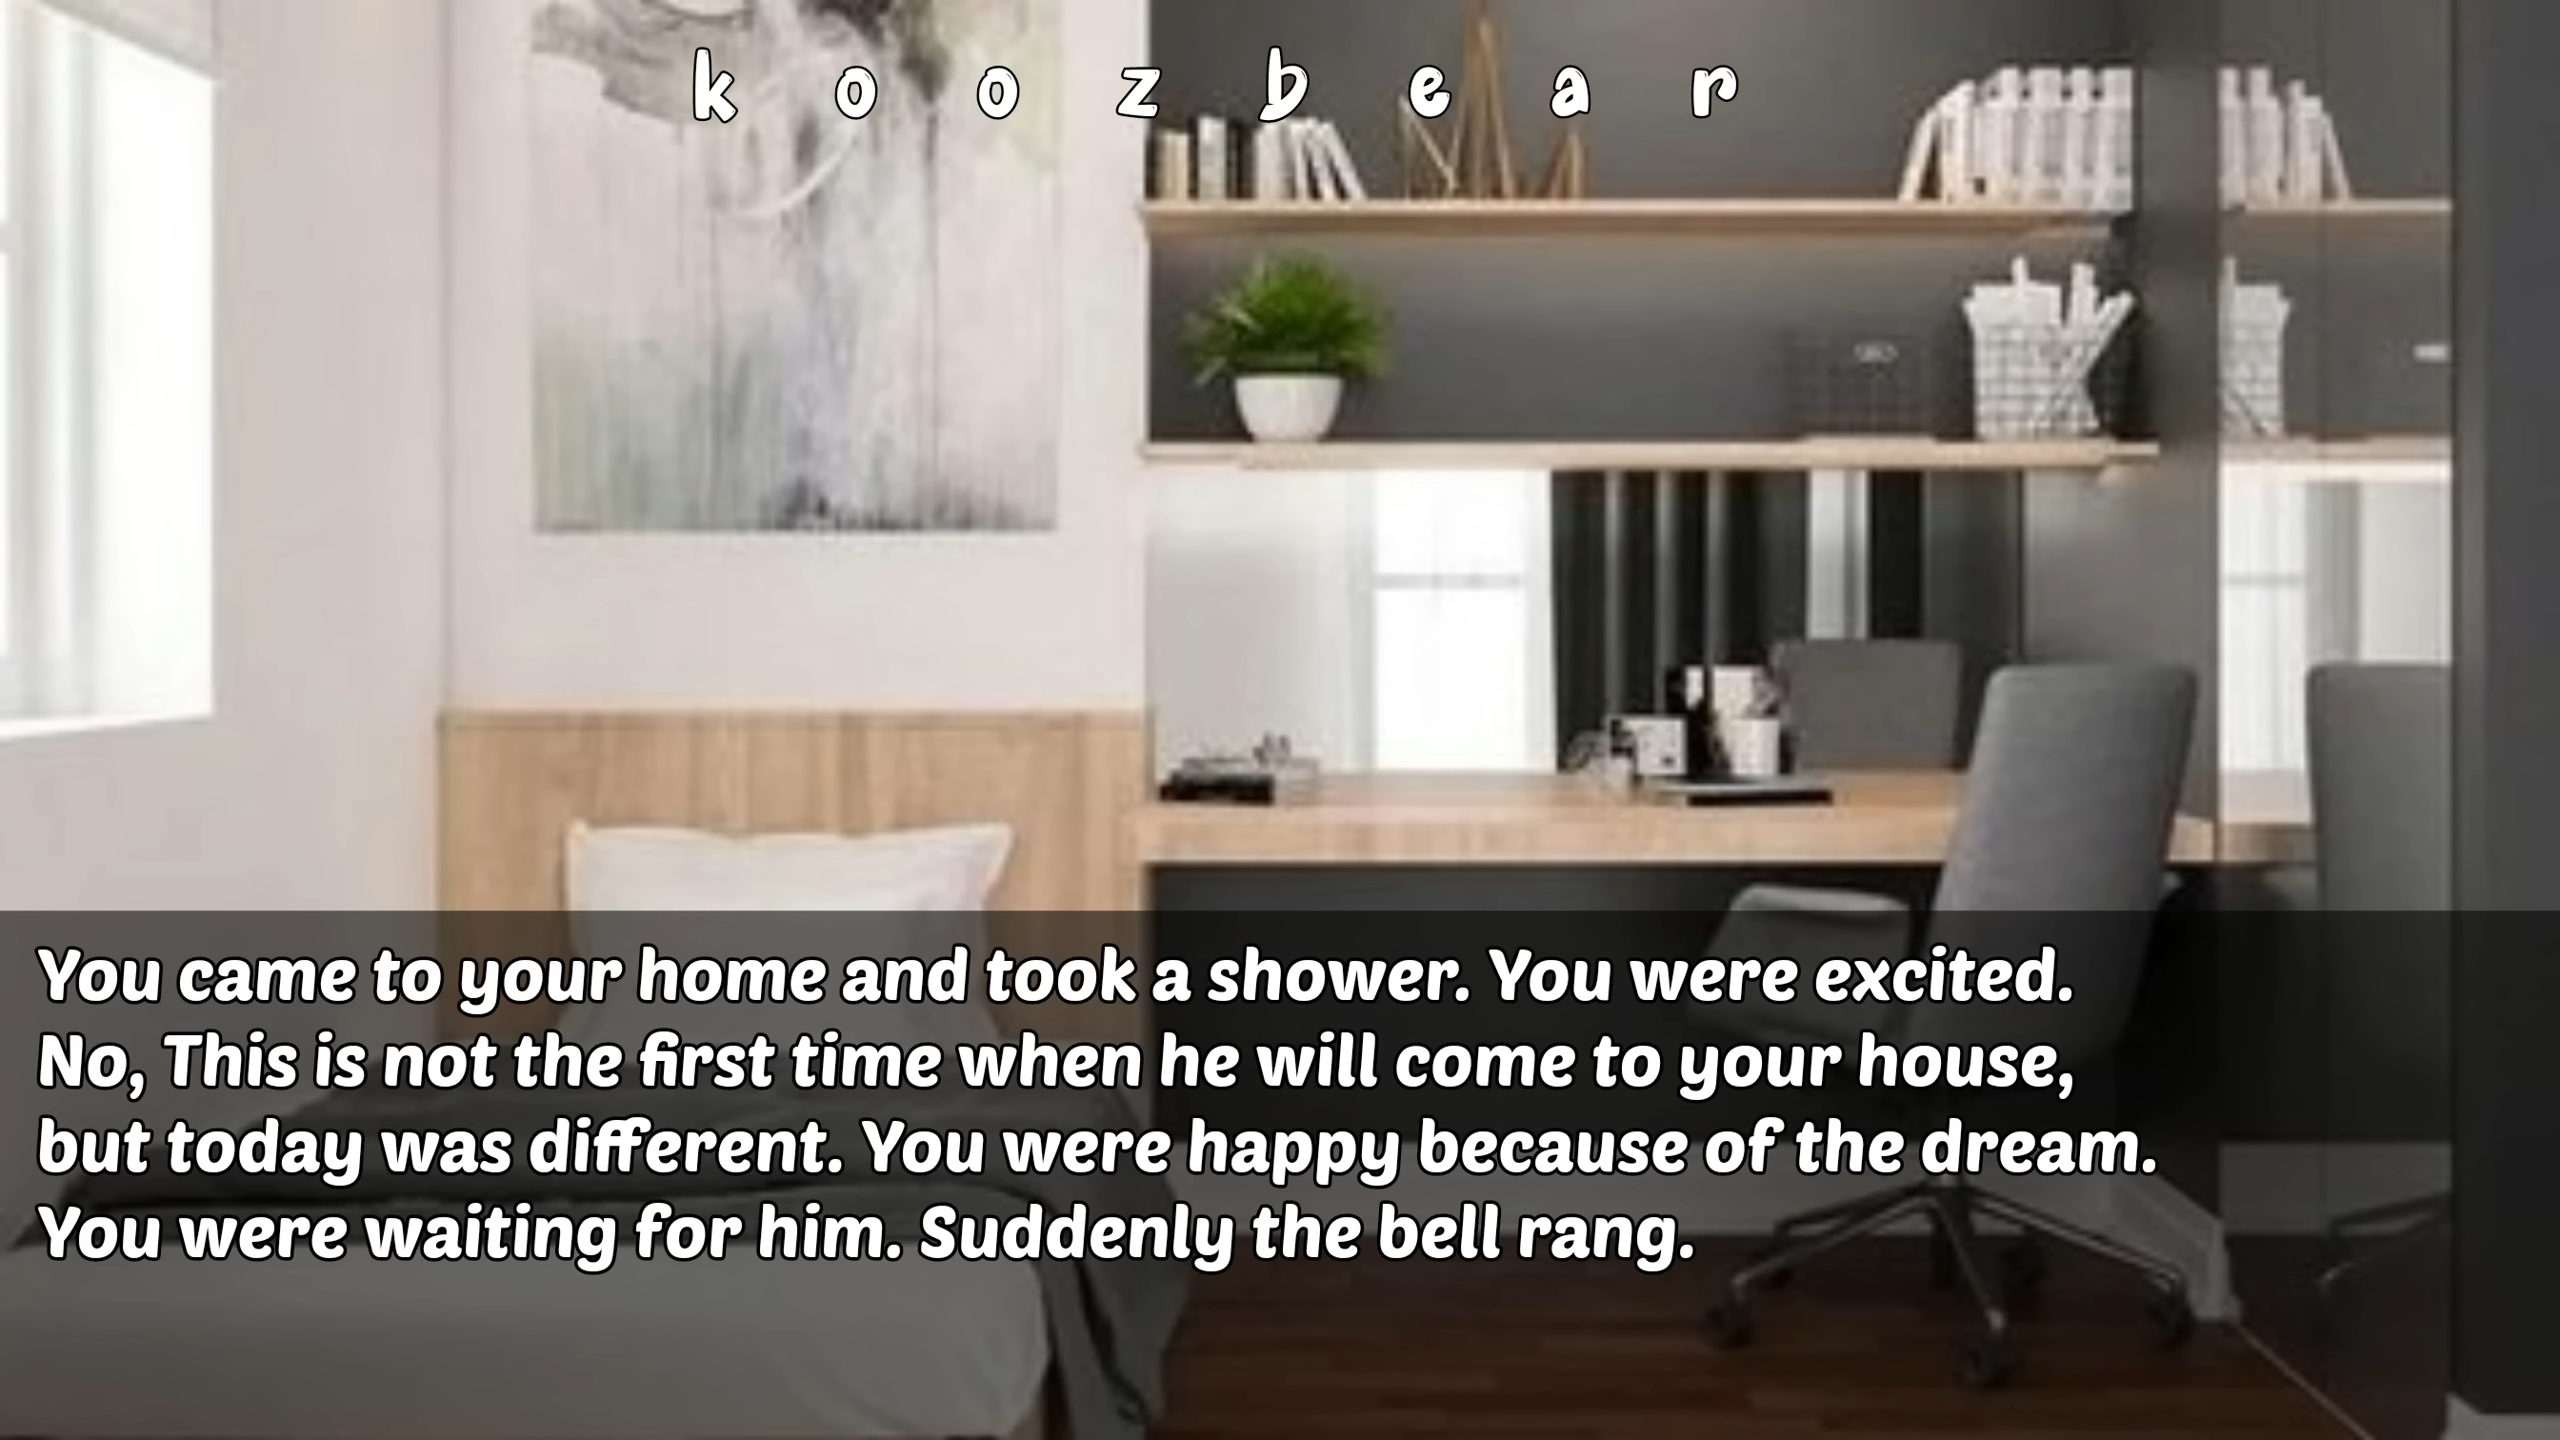 k o o z b e a r
You came to your home and took a shower. You were excited.
No, This is not the first time when he will come to your house,
but today was different. You were happy because of the dream.
You were waiting for him. Suddenly the bell rang.